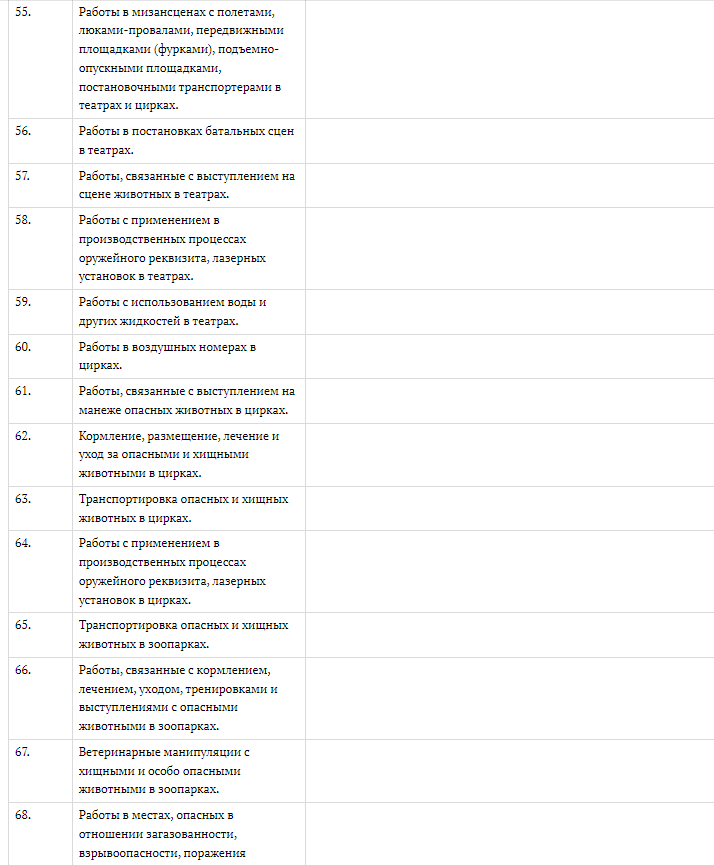 55. Работы в мизансценах с полетами,
люками-провалами, передвижными
площадками (фурками), подъемно-
опускными площадками,
постановочными транспортерами в
театрах и цирках.
56. Работы в постановках батальных сцен
в театрах.
57. Работы, связанные с выступлением на
сцене животных в театрах.
58. Работы с применением в
производственных процессах
оружейного реквизита, лазерных
установок в театрах.
59. Работы с использованием воды и
других жидкостей в театрах.
60. Работы в воздушных номерах в
цирках.
61. Работы, связанные с выступлением на
манеже опасных животных в цирках.
62. Кормление, размещение, лечение и
уход за опасными и хищными
животными в цирках.
63. Транспортировка опасных и хищных
животных в цирках.
64. Работы с применением в
производственных процессах
оружейного реквизита, лазерных
установок в цирках.
65. Транспортировка опасных и хищных
животных в зоопарках.
66. Работы, связанные с кормлением,
лечением, уходом, тренировками и
выступлениями с опасными
животными в зоопарках.
67. Ветеринарные манипуляции с
хищными и особо опасными
животными в зоопарках.
68. Работы в местах, опасных в
отношении загазованности,
взрывоопасности, поражения